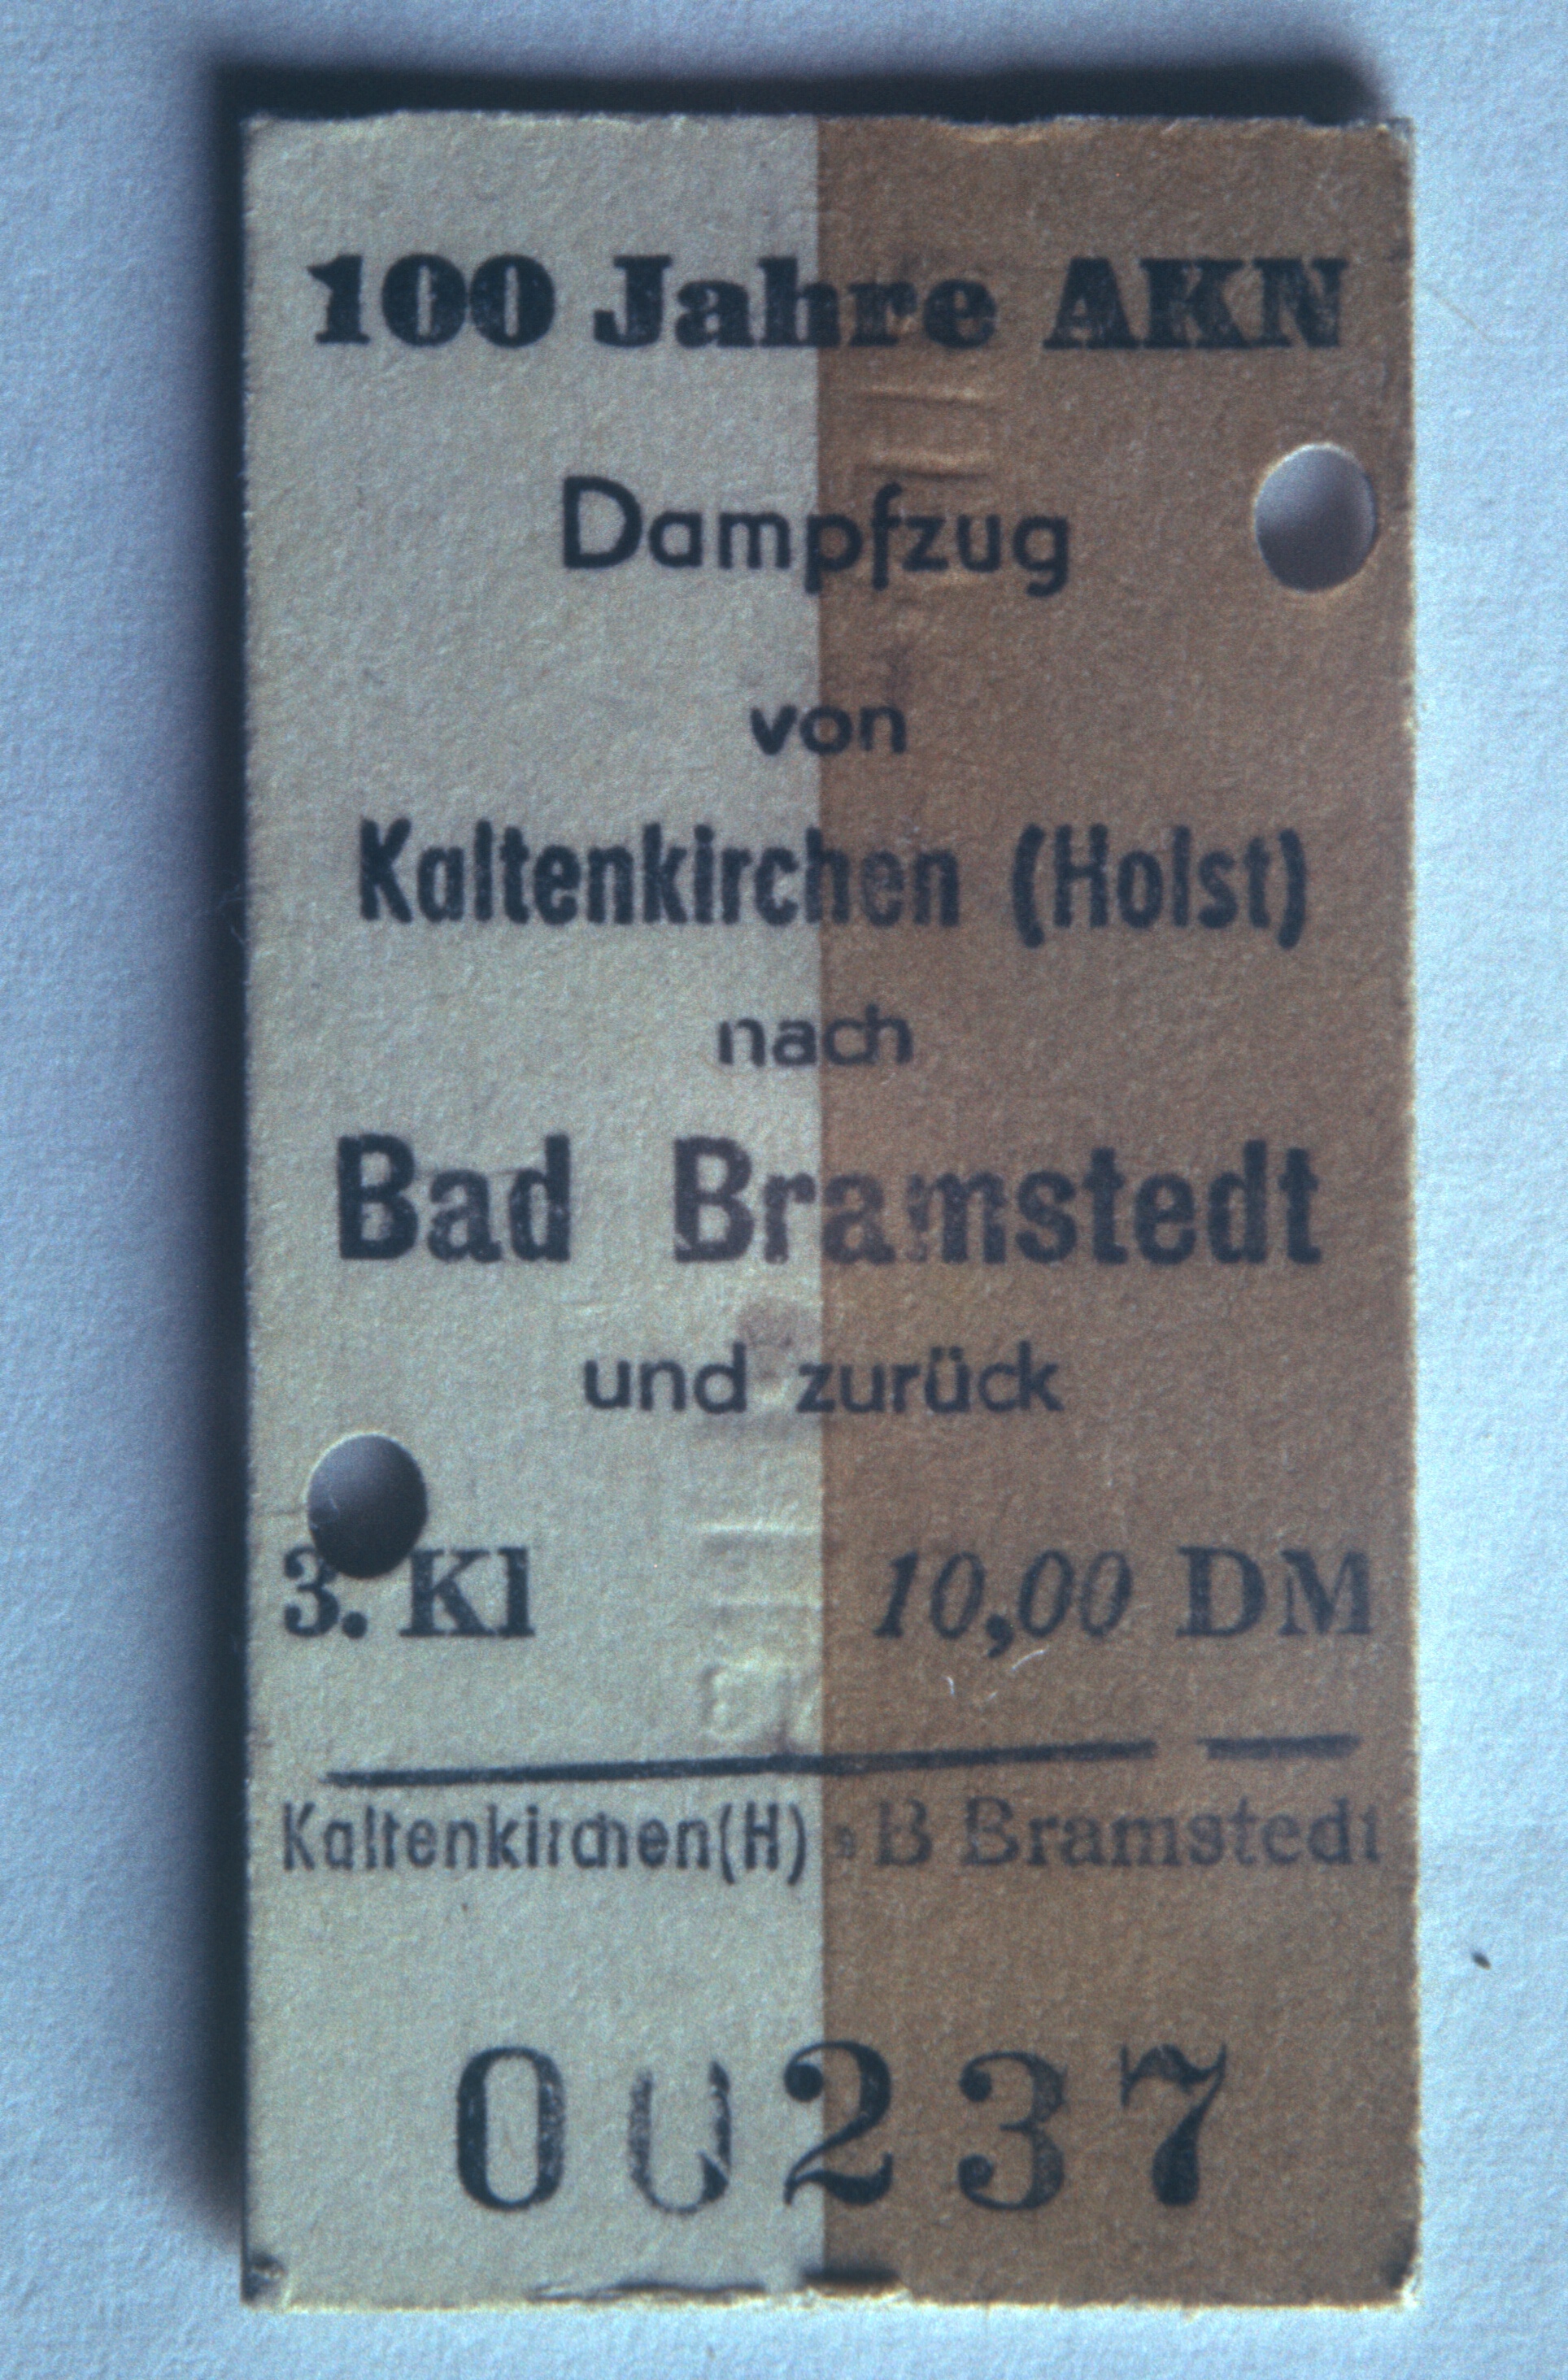 100 Jahre AKN
Dampfzug
von
Kaltenkirchen (Holst)
nach
Bad Bramstedt
und zurück
3. Kl 10,00 DM
Kaltenkirchen(H) B Bramstedt
00237